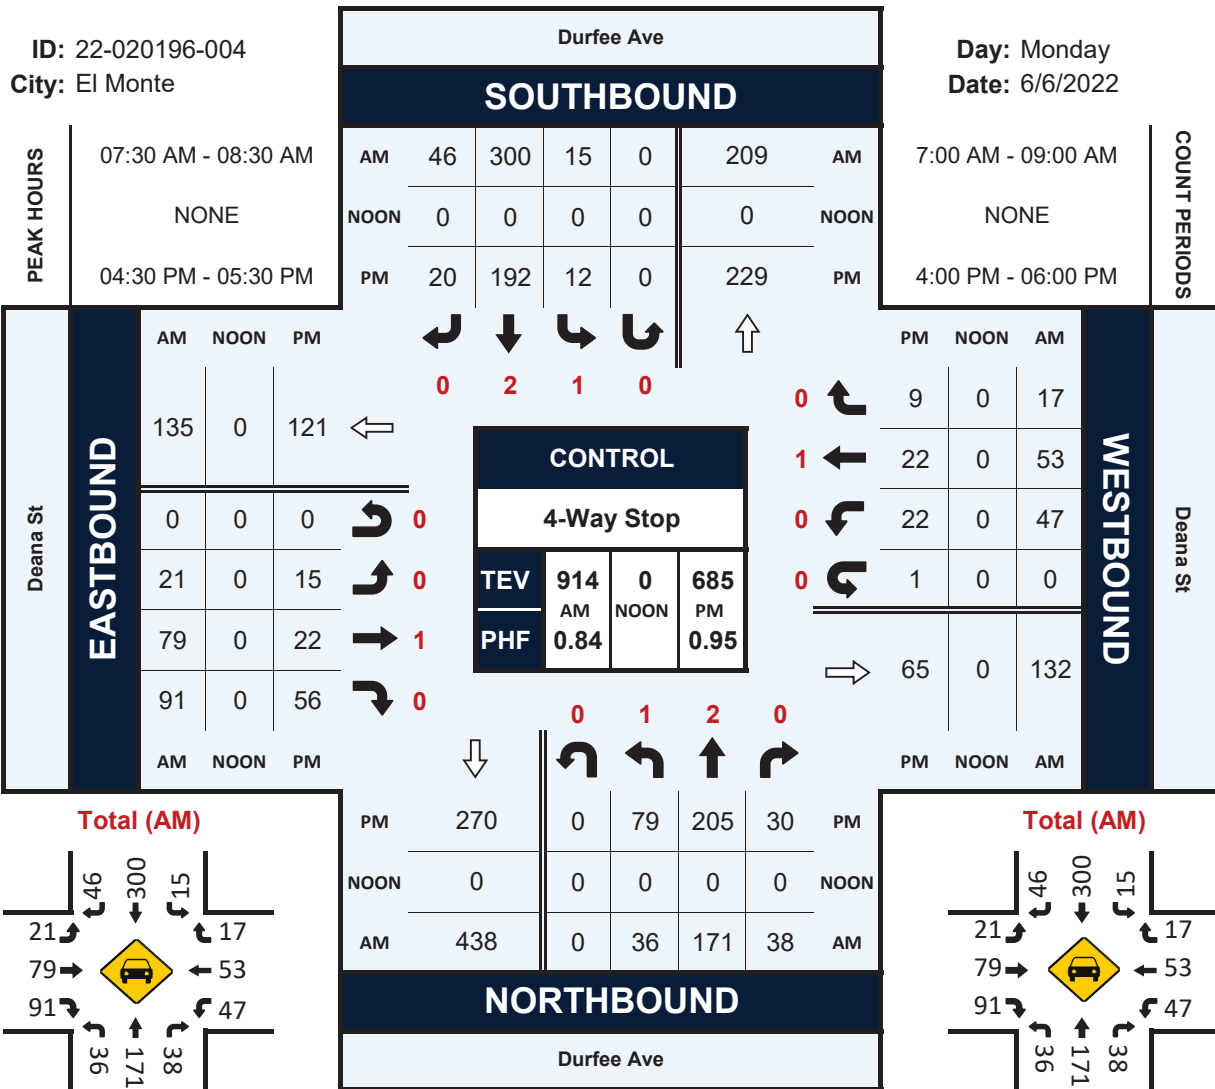 Durfee Ave
ID: 22-020196-004
City: El Monte
Day: Monday
Date: 6/6/2022
SOUTHBOUND
PEAK HOURS
07:30 AM - 08:30 AM
NONE
04:30 PM - 05:30 PM
AM 46 300 15 0 209 AM
NOON 0 0 0 0 0 NOON
PM 20 192 12 0 229 PM
7:00 AM - 09:00 AM
NONE
4:00 PM - 06:00 PM
COUNT PERIODS
0 2 1 0
Deana St
EASTBOUND
AM NOON PM
135 0 121
0 0 0 0
21 0 15 0
79 0 22 1
91 0 56 0
AM NOON PM
CONTROL
4-Way Stop
TEV 914 0 685
AM NOON PM
PHF 0.84 0.95
PM NOON AM
0 9 0 17
1 22 0 53
0 22 0 47
0 1 0 0
65 0 132
PM NOON AM
WESTBOUND
Deana St
0 1 2 0
PM 270 0 79 205 30 PM
NOON 0 0 0 0 0 NOON
AM 438 0 36 171 38 AM
NORTHBOUND
Durfee Ave
Total (AM)
46 300 15
21 17
79 53
91 47
36 171 38
Total (AM)
46 300 15
21 17
79 53
91 47
36 171 38